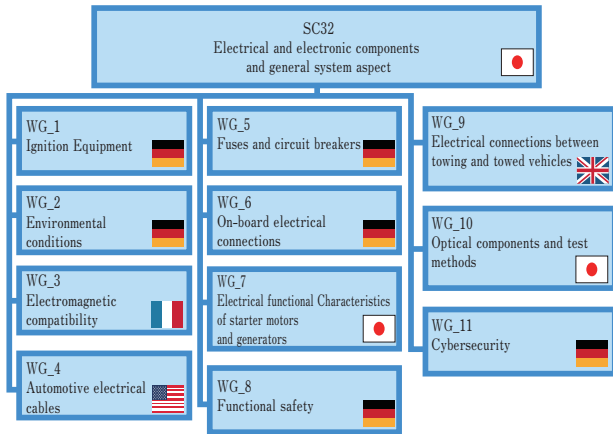 SC32
Electrical and electronic components
and general system aspect
WG_1
Ignition Equipment
WG_2
Environmental
conditions
WG_3
Electromagnetic
compatibility
WG_4
Automotive electrical
cables
WG_5
Fuses and circuit breakers
WG_6
On-board electrical
connections
WG_7
Electrical functional Characteristics
of starter motors
and generators
WG_8
Functional safety
WG_9
Electrical connections between
towing and towed vehicles
WG_10
Optical components and test
methods
WG_11
Cybersecurity